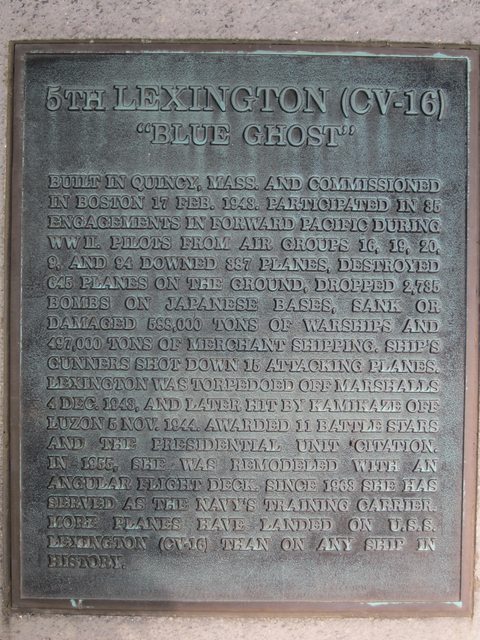 5TH LEXINGTON (CV-16)
"BLUE GHOST"
BUILT IN QUINCY, MASS. AND COMMISSIONED
IN BOSTON 17 FEB. 1943. PARTICIPATED IN 35
ENGAGEMENTS IN FORWARD PACIFIC DURING
WW II. PILOTS FROM AIR GROUPS 16, 19, 20,
9, AND 94 DOWNED 387 PLANES, DESTROYED
645 PLANES ON THE GROUND, DROPPED 2,735
BOMBS ON JAPANESE BASES, SANK OR
DAMAGED 588,000 TONS OF WARSHIPS AND
497,000 TONS OF MERCHANT SHIPPING. SHIP'S
GUNNERS SHOT DOWN 15 ATTACKING PLANES.
LEXINGTON WAS TORPEDOED OFF MARSHALLS
4 DEC. 1943, AND LATER HIT BY KAMIKAZE OFF
LUZON 5 NOV. 1944. AWARDED 11 BATTLE STARS
AND THE PRESIDENTIAL UNIT CITATION.
IN 1955, SHE WAS REMODELED WITH AN
ANGULAR FLIGHT DECK. SINCE 1963 SHE HAS
SERVED AS THE NAVY'S TRAINING CARRIER.
MORE PLANES HAVE LANDED ON U.S.S.
LEXINGTON (CV-16) THAN ON ANY SHIP IN
HISTORY.